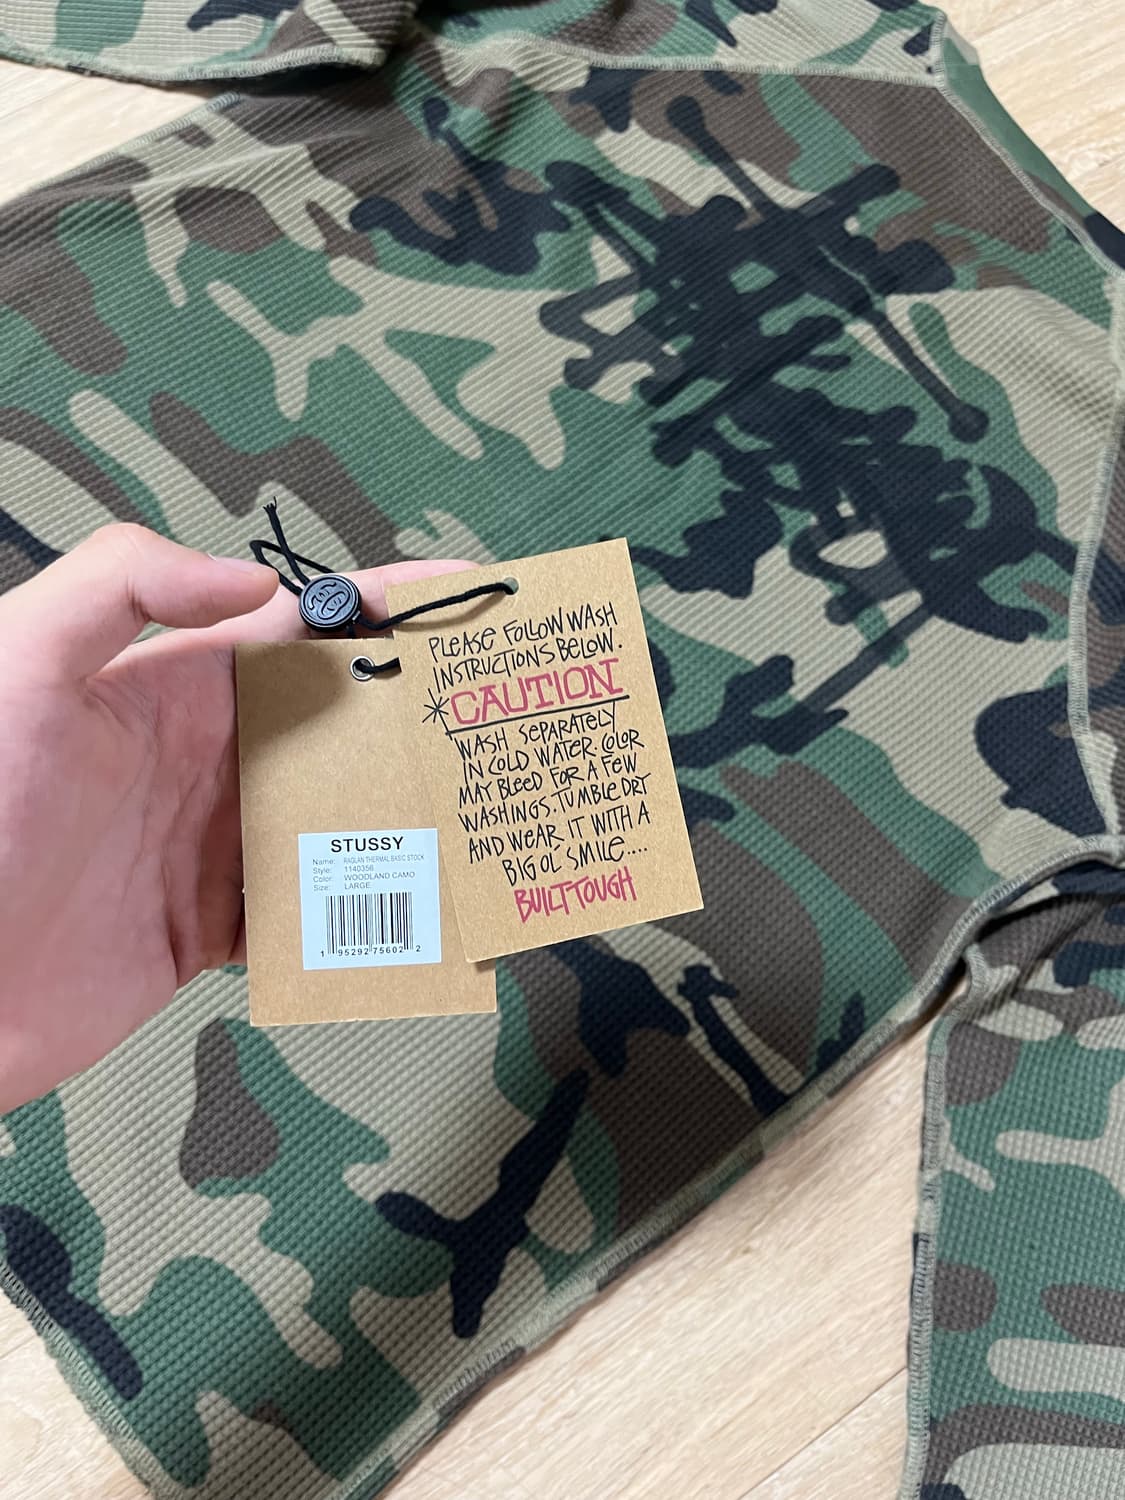 PLEASE FOLLOW WASH
INSTRUCTIONS BELOW.
*CAUTION
WASH SEPARATELY
IN COLD WATER. COLOR
MAY BLEED FOR A FEW
WASHINGS. TUMBLE DRY
AND WEAR IT WITH A
BIG OL' SMILE....
BUILT TOUGH
STUSSY
Name: RAGLAN THERMAL BASIC STOCK
Style: 1140356
Color: WOODLAND CAMO
Size: LARGE
1 95292 75602 2